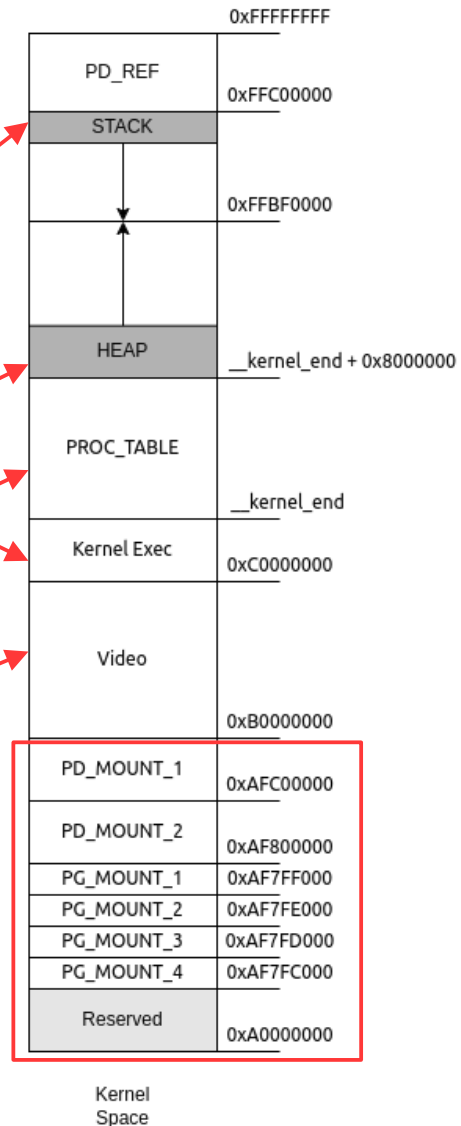 0xFFFFFFFF
PD_REF
0xFFC00000
STACK
0xFFBF0000
HEAP
__kernel_end + 0x8000000
PROC_TABLE
__kernel_end
Kernel Exec
0xC0000000
Video
0xB0000000
PD_MOUNT_1
0xAFC00000
PD_MOUNT_2
0xAF800000
PG_MOUNT_1 0xAF7FF000
PG_MOUNT_2 0xAF7FE000
PG_MOUNT_3 0xAF7FD000
PG_MOUNT_4 0xAF7FC000
Reserved
0xA0000000
Kernel
Space